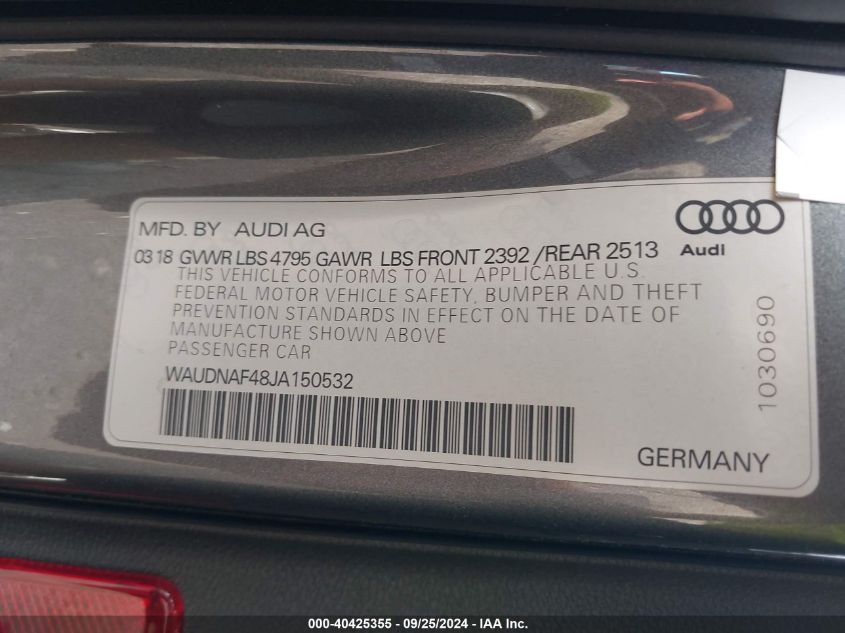 MFD. BY AUDI AG
Audi
0318 GVWR LBS 4795 GAWR LBS FRONT 2392 /REAR 2513
THIS VEHICLE CONFORMS TO ALL APPLICABLE U.S.
FEDERAL MOTOR VEHICLE SAFETY, BUMPER AND THEFT
PREVENTION STANDARDS IN EFFECT ON THE DATE OF
MANUFACTURE SHOWN ABOVE
PASSENGER CAR
WAUDNAF48JA150532
1030690
GERMANY
000-40425355 - 09/25/2024 - IAA Inc.